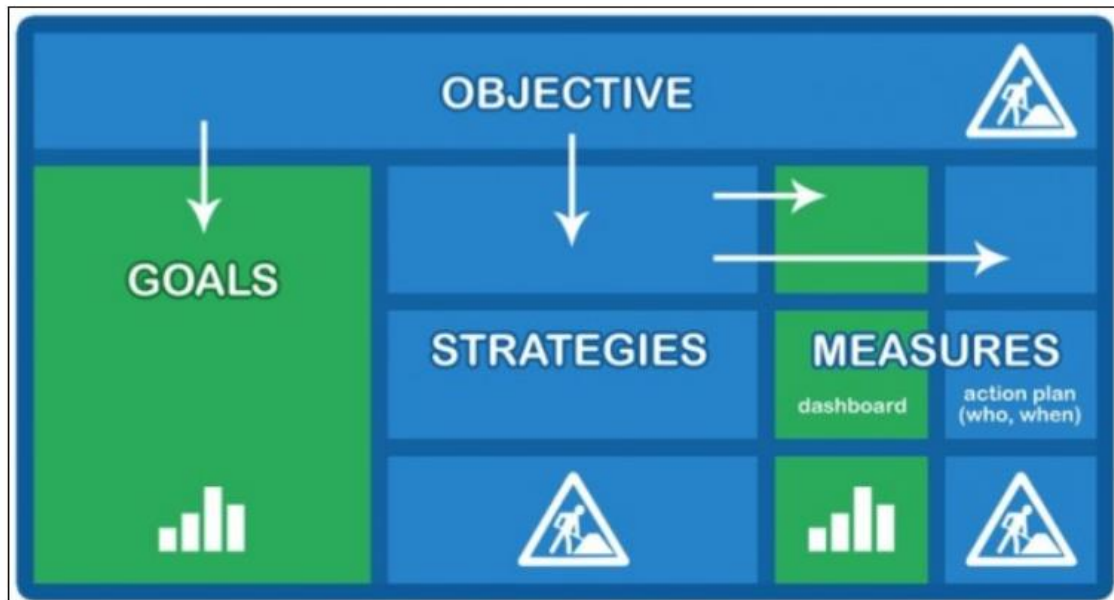 OBJECTIVE
GOALS
STRATEGIES
MEASURES
dashboard
action plan
(who, when)